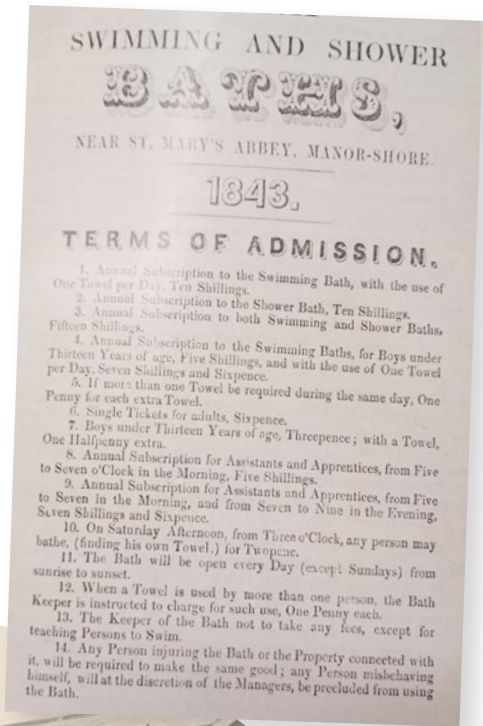 SWIMMING AND SHOWER
BATHS,
NEAR ST. MARY'S ABBEY, MANOR-SHORE.
1843.
TERMS OF ADMISSION.
1. Annual Subscription to the Swimming Bath, with the use of
One Towel per Day, Ten Shillings.
2. Annual Subscription to the Shower Bath, Ten Shillings.
3. Annual Subscription to both Swimming and Shower Baths,
Fifteen Shillings.
4. Annual Subscription to the Swimming Baths, for Boys under
Thirteen Years of age, Five Shillings, and with the use of One Towel
per Day, Seven Shillings and Sixpence.
5. If more than one Towel be required during the same day, One
Penny for each extra Towel.
6. Single Tickets for adults, Sixpence.
7. Boys under Thirteen Years of age, Threepence; with a Towel,
One Halfpenny extra.
8. Annual Subscription for Assistants and Apprentices, from Five
to Seven o'Clock in the Morning, Five Shillings.
9. Annual Subscription for Assistants and Apprentices, from Five
to Seven in the Morning, and from Seven to Nine in the Evening,
Seven Shillings and Sixpence.
10. On Saturday Afternoon, from Three o'Clock, any person may
bathe, (finding his own Towel,) for Twopence.
11. The Bath will be open every Day (except Sundays) from
sunrise to sunset.
12. When a Towel is used by more than one person, the Bath
Keeper is instructed to charge for such use, One Penny each.
13. The Keeper of the Bath not to take any fees, except for
teaching Persons to Swim.
14. Any Person injuring the Bath or the Property connected with
it, will be required to make the same good; any Person misbehaving
himself, will at the discretion of the Managers, be precluded from using
the Bath.